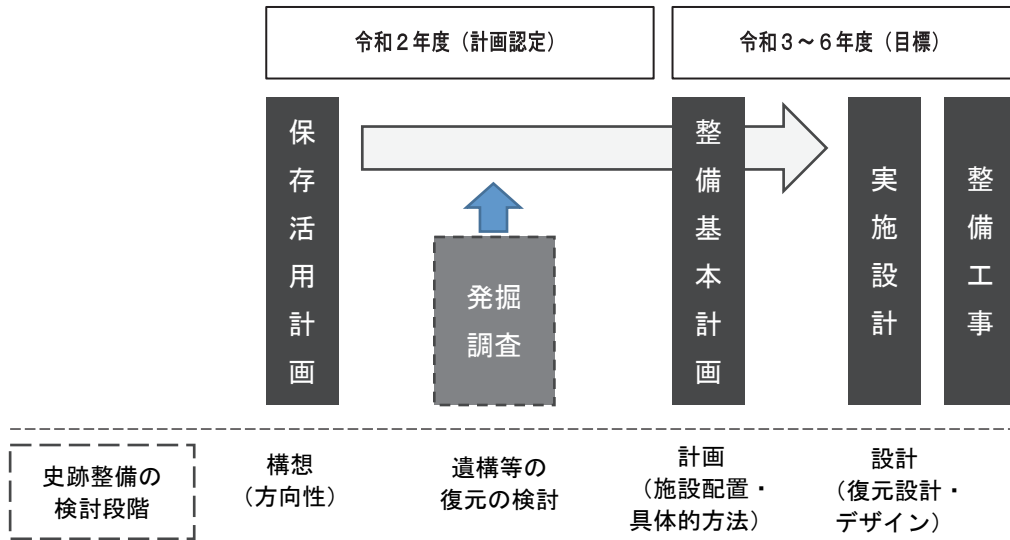 令和２年度（計画認定）
令和３～６年度（目標）
保存活用計画
発掘
調査
整備基本計画
実施設計
整備工事
史跡整備の
検討段階
構想
（方向性）
遺構等の
復元の検討
計画
（施設配置・
具体的方法）
設計
（復元設計・
デザイン）